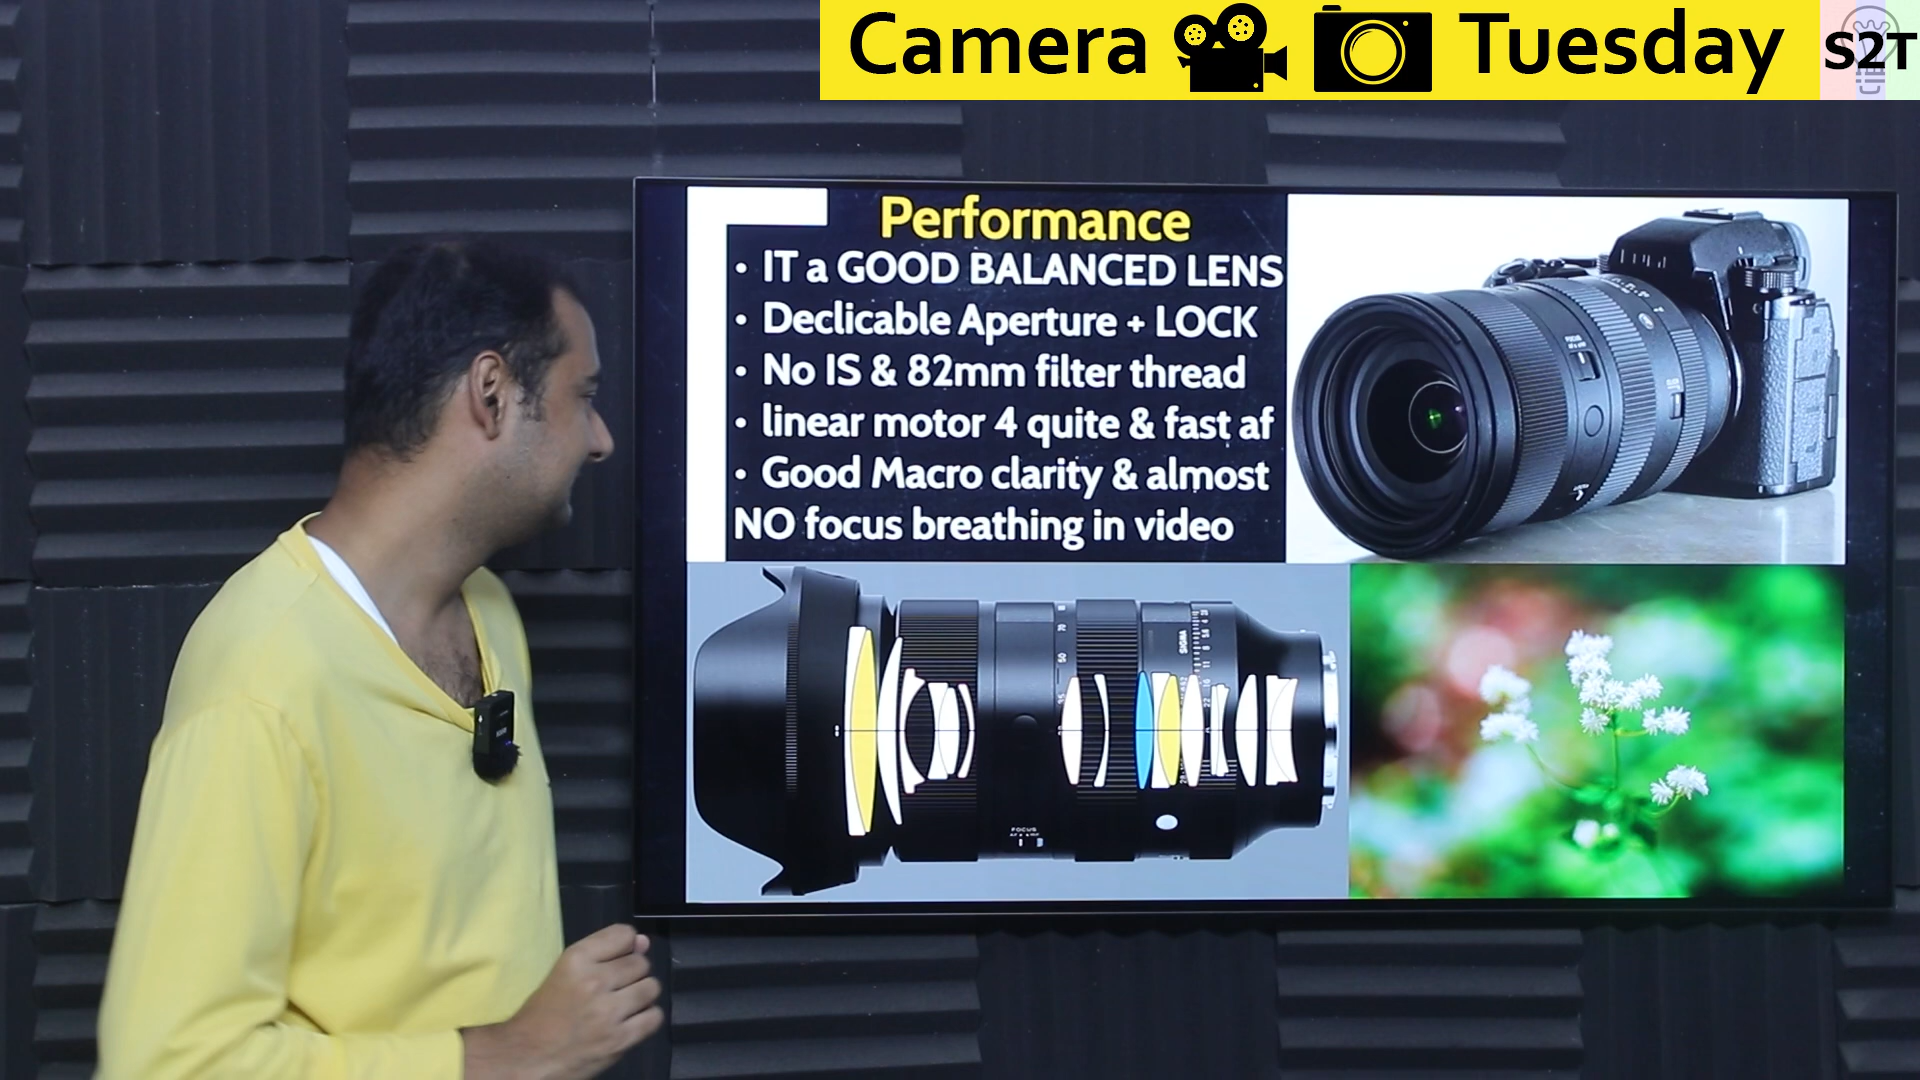 Camera Tuesday S2T
Performance
• IT a GOOD BALANCED LENS
• Declicable Aperture + LOCK
• No IS & 82mm filter thread
• linear motor 4 quite & fast af
• Good Macro clarity & almost
NO focus breathing in video
SIGMA
FOCUS